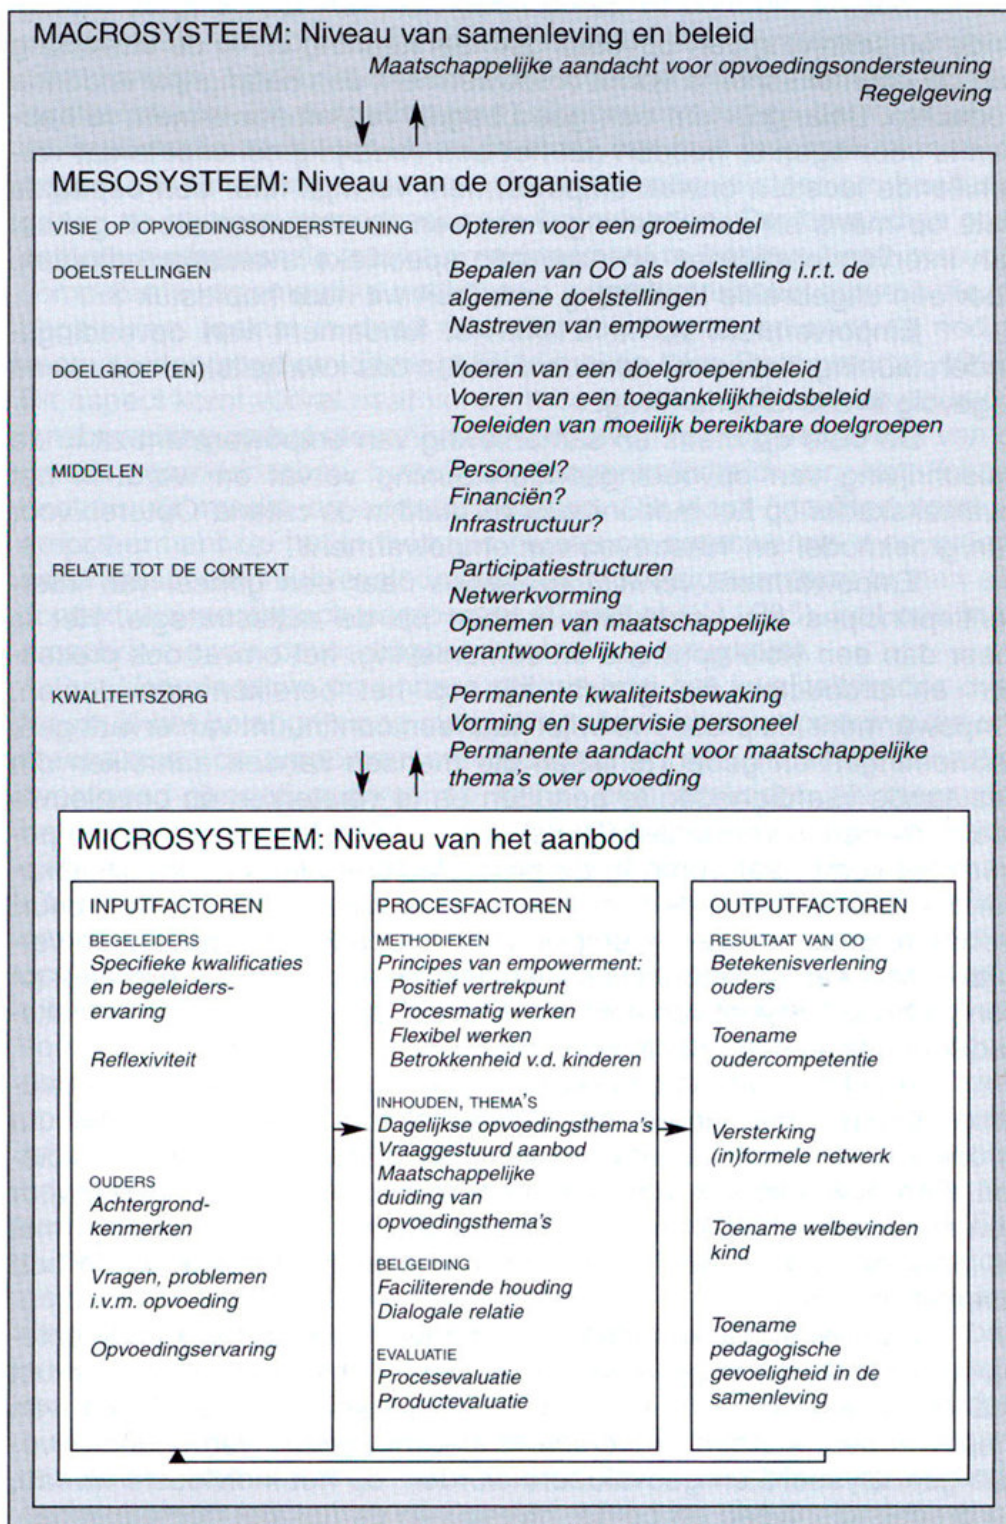 MACROSYSTEEM: Niveau van samenleving en beleid
Maatschappelijke aandacht voor opvoedingsondersteuning
Regelgeving
MESOSYSTEEM: Niveau van de organisatie
VISIE OP OPVOEDINGSONDERSTEUNING Opteren voor een groeimodel
DOELSTELLINGEN Bepalen van OO als doelstelling i.r.t. de
algemene doelstellingen
Nastreven van empowerment
DOELGROEP(EN) Voeren van een doelgroepenbeleid
Voeren van een toegankelijkheidsbeleid
Toeleiden van moeilijk bereikbare doelgroepen
MIDDELEN Personeel?
Financiën?
Infrastructuur?
RELATIE TOT DE CONTEXT Participatiestructuren
Netwerkvorming
Opnemen van maatschappelijke
verantwoordelijkheid
KWALITEITSZORG Permanente kwaliteitsbewaking
Vorming en supervisie personeel
Permanente aandacht voor maatschappelijke
thema's over opvoeding
MICROSYSTEEM: Niveau van het aanbod
INPUTFACTOREN
BEGELEIDERS
Specifieke kwalificaties
en begeleiders-
ervaring
Reflexiviteit
OUDERS
Achtergrond-
kenmerken
Vragen, problemen
i.v.m. opvoeding
Opvoedingservaring
PROCESFACTOREN
METHODIEKEN
Principes van empowerment:
Positief vertrekpunt
Procesmatig werken
Flexibel werken
Betrokkenheid v.d. kinderen
INHOUDEN, THEMA'S
Dagelijkse opvoedingsthema's
Vraaggestuurd aanbod
Maatschappelijke
duiding van
opvoedingsthema's
BELGEIDING
Faciliterende houding
Dialogale relatie
EVALUATIE
Procesevaluatie
Productevaluatie
OUTPUTFACTOREN
RESULTAAT VAN OO
Betekenisverlening
ouders
Toename
oudercompetentie
Versterking
(in)formele netwerk
Toename welbevinden
kind
Toename
pedagogische
gevoeligheid in de
samenleving